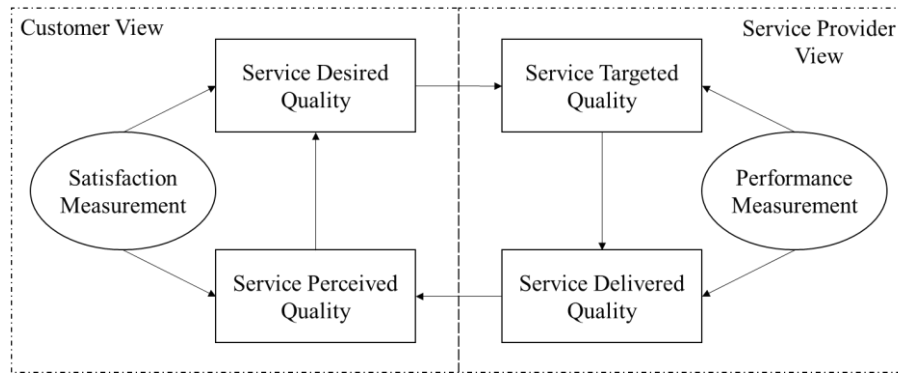 Customer View
Service Provider
View
Service Desired
Quality
Service Targeted
Quality
Satisfaction
Measurement
Performance
Measurement
Service Perceived
Quality
Service Delivered
Quality